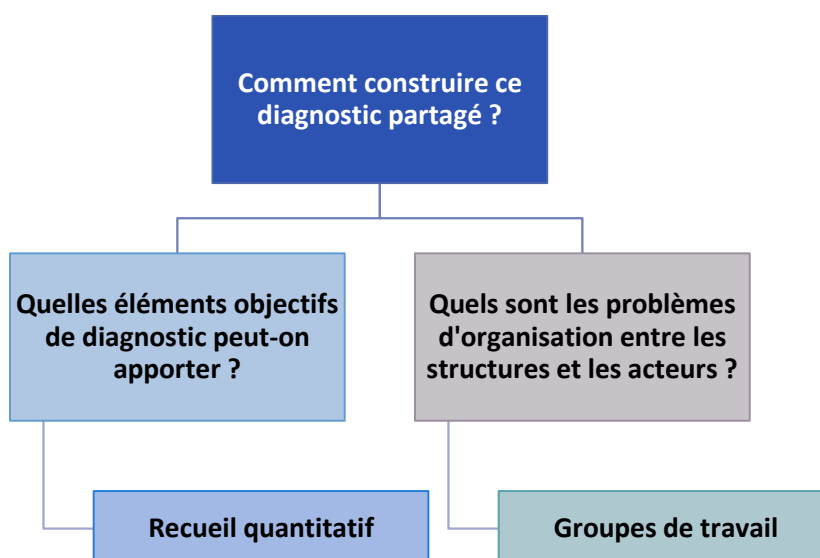 Comment construire ce
diagnostic partagé ?
Quelles éléments objectifs
de diagnostic peut-on
apporter ?
Quels sont les problèmes
d'organisation entre les
structures et les acteurs ?
Recueil quantitatif
Groupes de travail